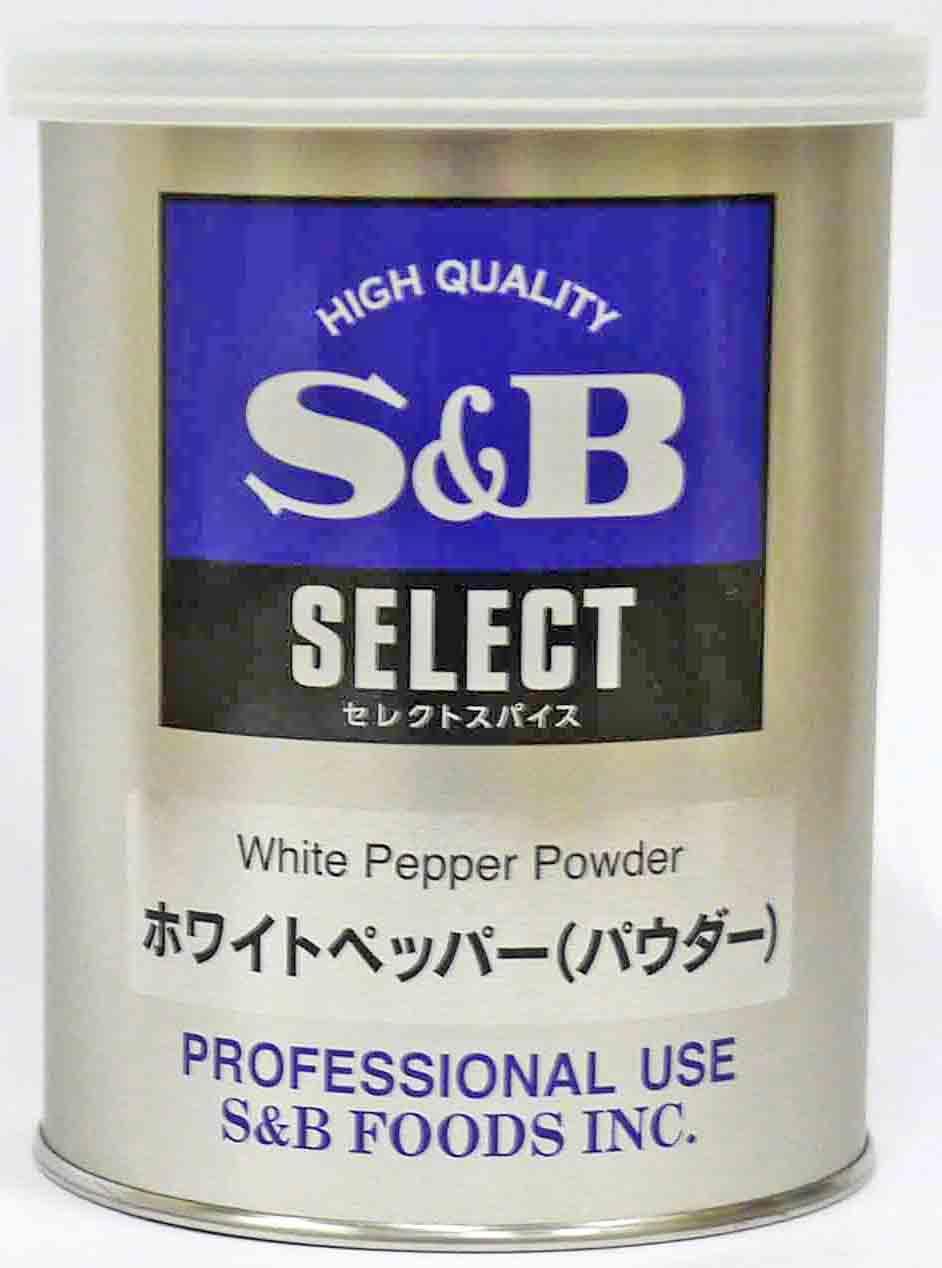 HIGH QUALITY
S&B
SELECT
セレクトスパイス
White Pepper Powder
ホワイトペッパー(パウダー)
PROFESSIONAL USE
S&B FOODS INC.